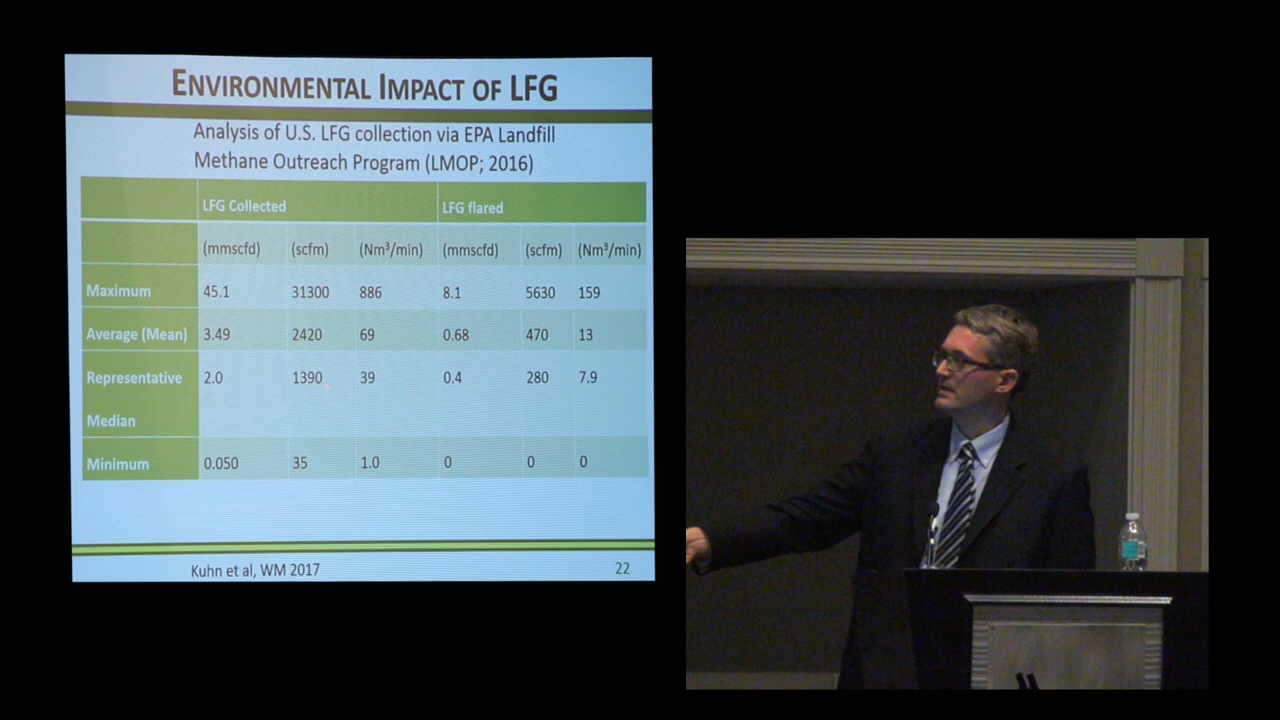 ENVIRONMENTAL IMPACT OF LFG
Analysis of U.S. LFG collection via EPA Landfill
Methane Outreach Program (LMOP; 2016)
LFG Collected LFG flared
(mmscfd) (scfm) (Nm³/min) (mmscfd) (scfm) (Nm³/min)
Maximum 45.1 31300 886 8.1 5630 159
Average (Mean) 3.49 2420 69 0.68 470 13
Representative 2.0 1390 39 0.4 280 7.9
Median
Minimum 0.050 35 1.0 0 0 0
Kuhn et al, WM 2017 22